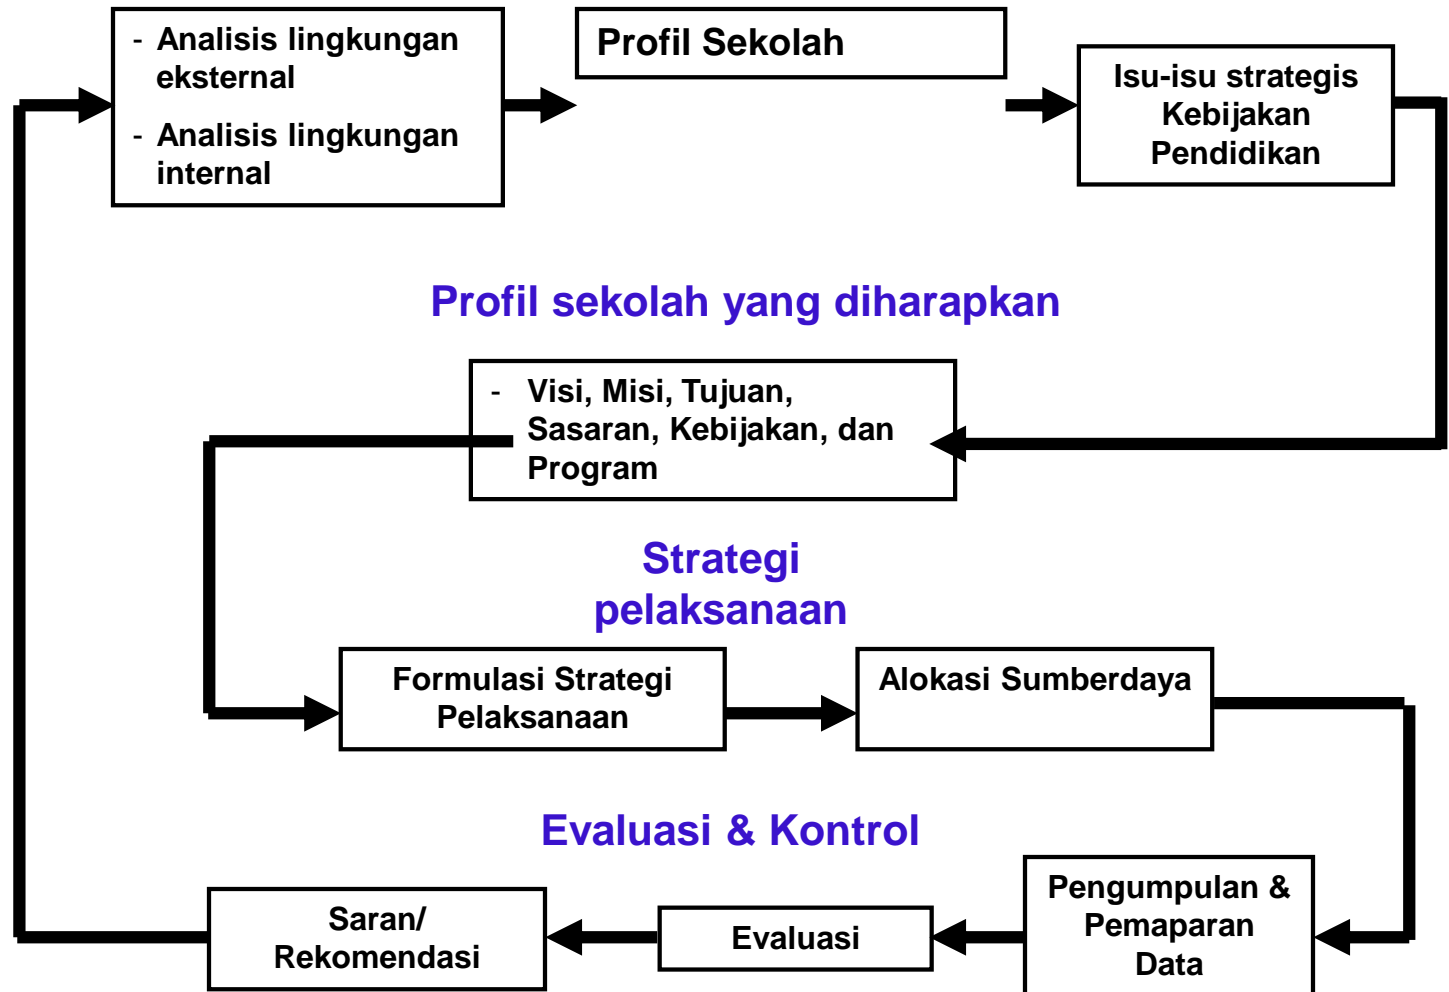 - Analisis lingkungan
eksternal
- Analisis lingkungan
internal
Profil Sekolah
Isu-isu strategis
Kebijakan
Pendidikan
Profil sekolah yang diharapkan
- Visi, Misi, Tujuan,
Sasaran, Kebijakan, dan
Program
Strategi
pelaksanaan
Formulasi Strategi
Pelaksanaan
Alokasi Sumberdaya
Evaluasi & Kontrol
Saran/
Rekomendasi
Evaluasi
Pengumpulan &
Pemaparan
Data